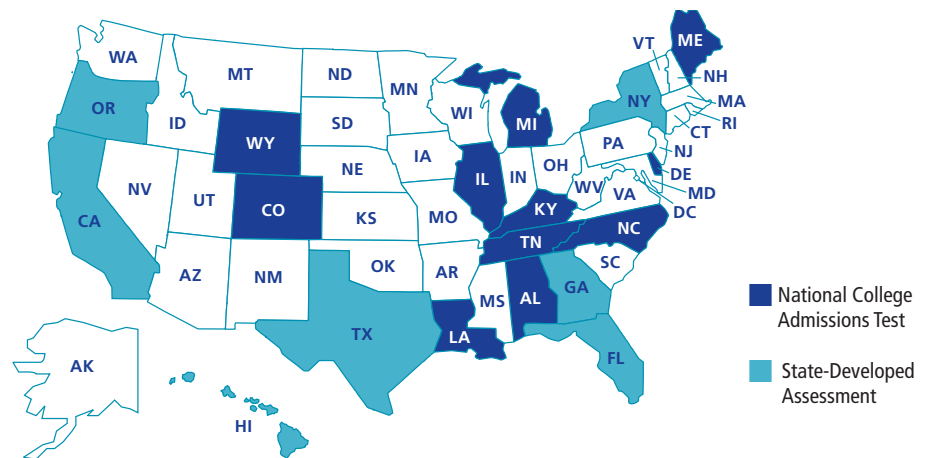 WA
OR
CA
NV
ID
MT
WY
UT
CO
AZ
NM
ND
SD
NE
KS
OK
TX
MN
IA
MO
AR
LA
WI
IL
MI
IN
OH
KY
TN
MS
AL
GA
FL
SC
NC
VA
WV
PA
NY
VT
ME
NH
MA
RI
CT
NJ
DE
MD
DC
AK
HI
National College
Admissions Test
State-Developed
Assessment